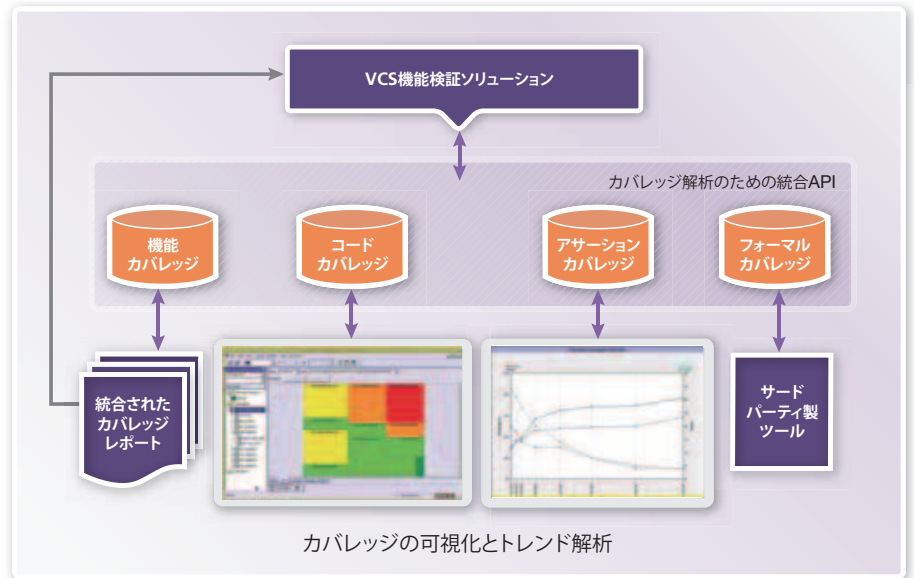 VCS機能検証ソリューション
カバレッジ解析のための統合API
機能
カバレッジ
コード
カバレッジ
アサーション
カバレッジ
フォーマル
カバレッジ
統合された
カバレッジ
レポート
サード
パーティ製
ツール
カバレッジの可視化とトレンド解析